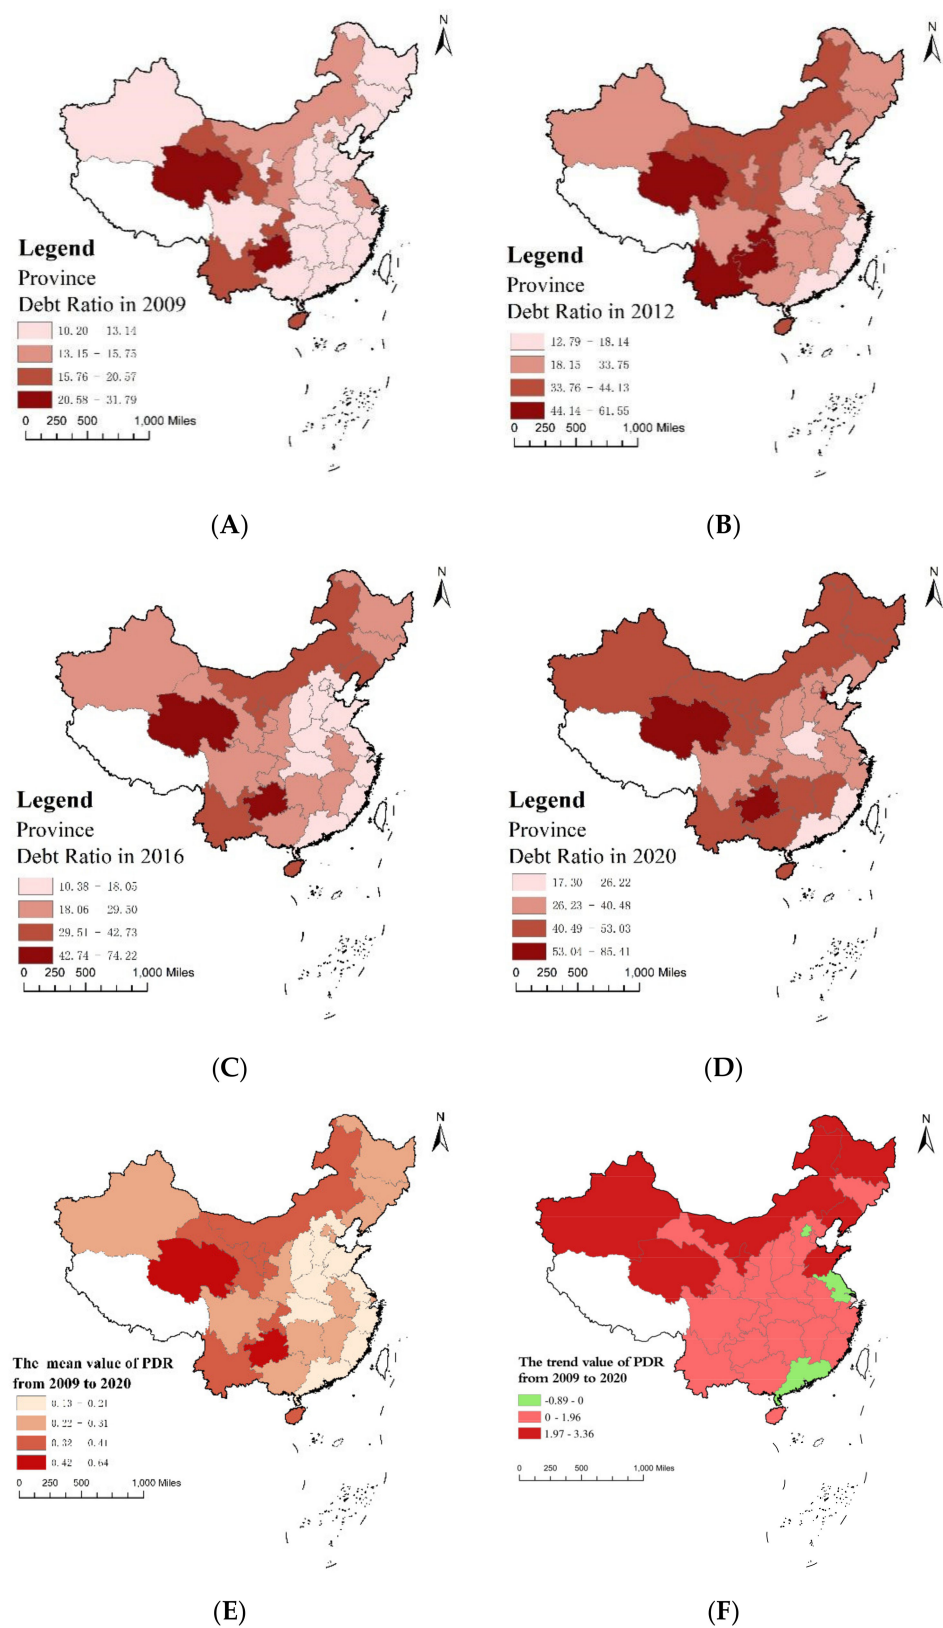 N
Legend
Province
Debt Ratio in 2009
10.20 13.14
13.15 - 15.75
15.76 - 20.57
20.58 - 31.79
0 250 500 1,000 Miles
(A)
N
Legend
Province
Debt Ratio in 2012
12.79 - 18.14
18.15 33.75
33.76 - 44.13
44.14 - 61.55
0 250 500 1,000 Miles
(B)
N
Legend
Province
Debt Ratio in 2016
10.38 - 18.05
18.06 29.50
29.51 - 42.73
42.74 - 74.22
0 250 500 1,000 Miles
(C)
N
Legend
Province
Debt Ratio in 2020
17.30 26.22
26.23 - 40.48
40.49 - 53.03
53.04 - 85.41
0 250 500 1,000 Miles
(D)
N
The mean value of PDR
from 2009 to 2020
0.13 - 0.21
0.22 - 0.31
0.32 - 0.41
0.42 0.64
0 250 500 1,000 Miles
(E)
N
The trend value of PDR
from 2009 to 2020
-0.89 - 0
0 - 1.96
1.97 - 3.36
0 250 500 1,000 Miles
(F)